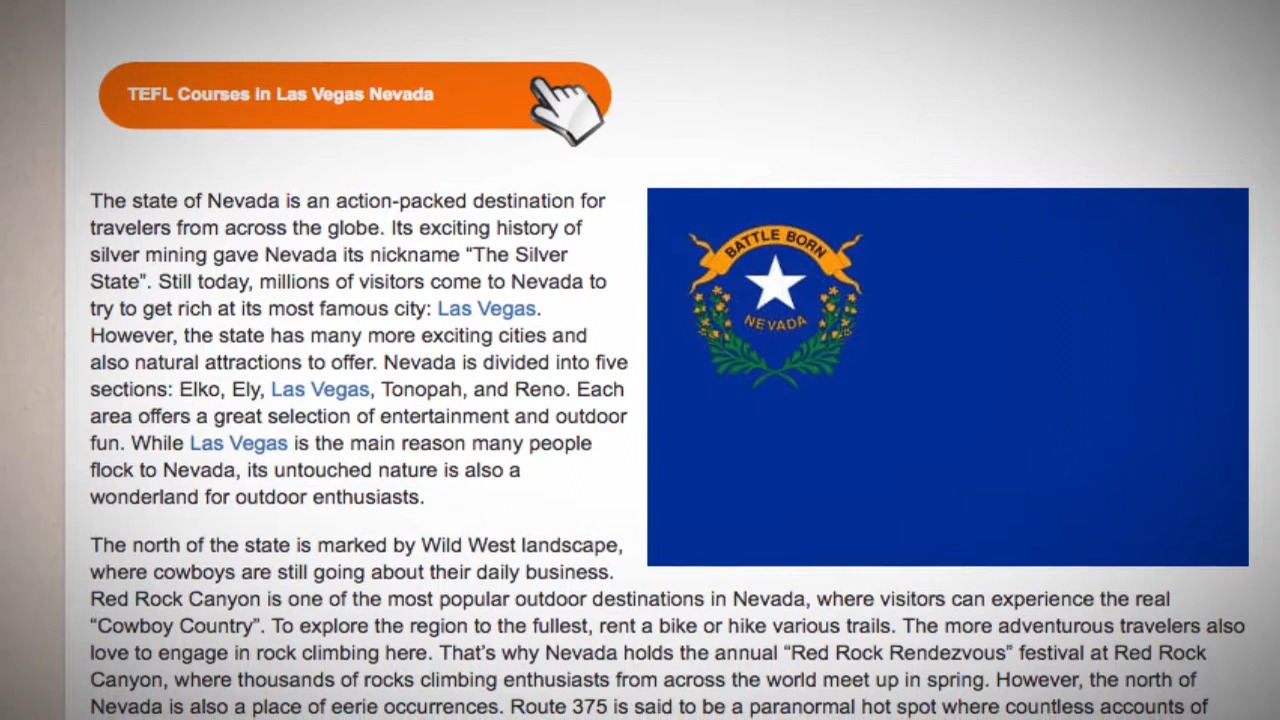 TEFL Courses in Las Vegas Nevada
The state of Nevada is an action-packed destination for
travelers from across the globe. Its exciting history of
silver mining gave Nevada its nickname “The Silver
State”. Still today, millions of visitors come to Nevada to
try to get rich at its most famous city: Las Vegas.
However, the state has many more exciting cities and
also natural attractions to offer. Nevada is divided into five
sections: Elko, Ely, Las Vegas, Tonopah, and Reno. Each
area offers a great selection of entertainment and outdoor
fun. While Las Vegas is the main reason many people
flock to Nevada, its untouched nature is also a
wonderland for outdoor enthusiasts.
BATTLE BORN
NEVADA
The north of the state is marked by Wild West landscape,
where cowboys are still going about their daily business.
Red Rock Canyon is one of the most popular outdoor destinations in Nevada, where visitors can experience the real
“Cowboy Country”. To explore the region to the fullest, rent a bike or hike various trails. The more adventurous travelers also
love to engage in rock climbing here. That’s why Nevada holds the annual “Red Rock Rendezvous” festival at Red Rock
Canyon, where thousands of rocks climbing enthusiasts from across the world meet up in spring. However, the north of
Nevada is also a place of eerie occurrences. Route 375 is said to be a paranormal hot spot where countless accounts of